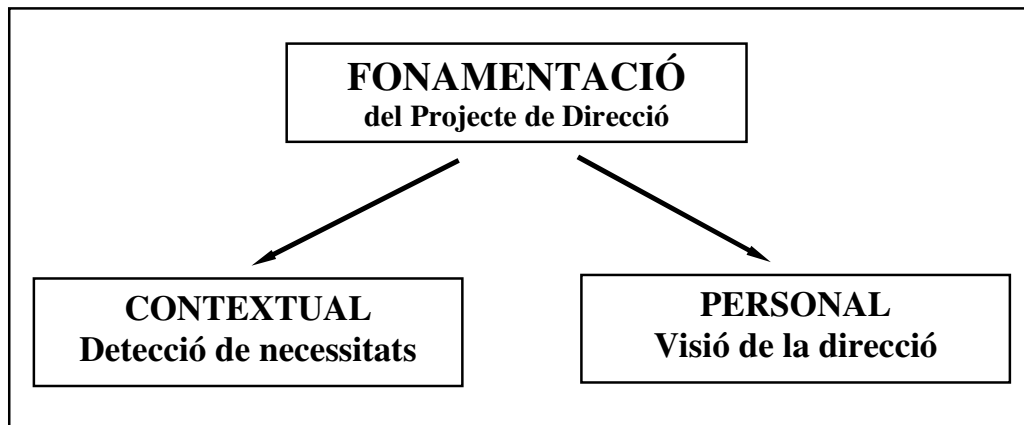 FONAMENTACIÓ
del Projecte de Direcció
CONTEXTUAL
Detecció de necessitats
PERSONAL
Visió de la direcció